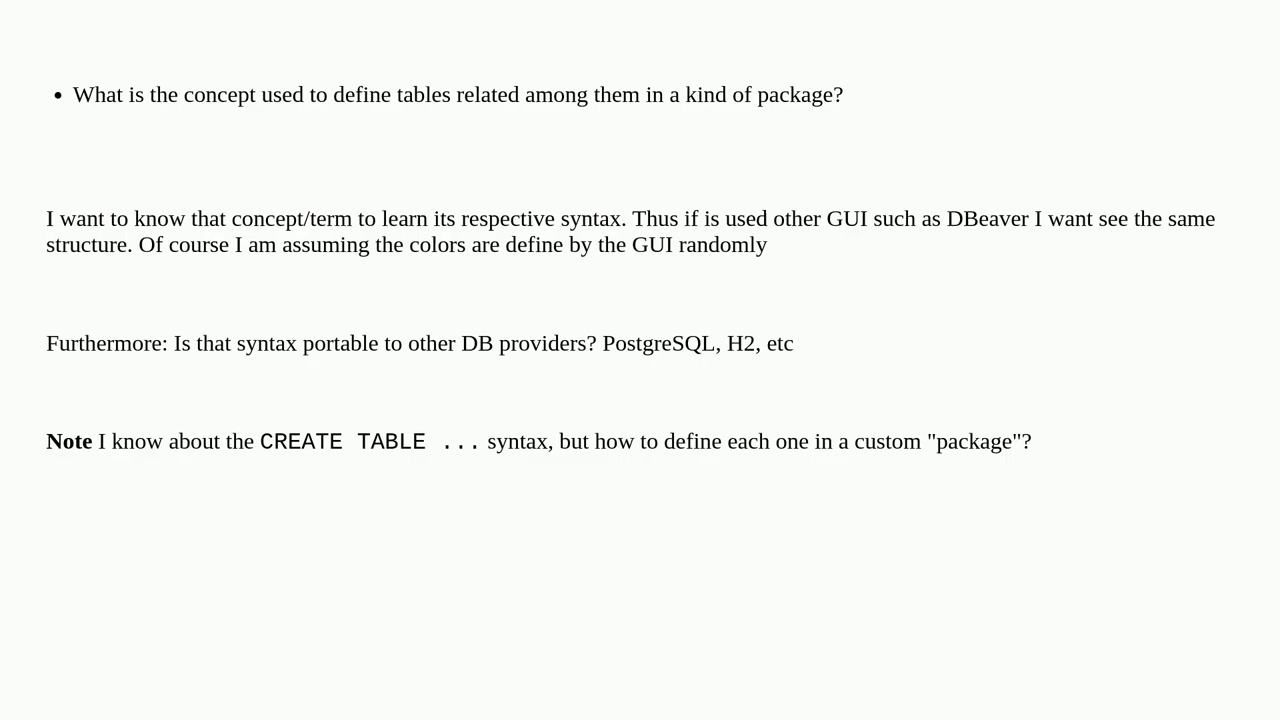 • What is the concept used to define tables related among them in a kind of package?
I want to know that concept/term to learn its respective syntax. Thus if is used other GUI such as DBeaver I want see the same
structure. Of course I am assuming the colors are define by the GUI randomly
Furthermore: Is that syntax portable to other DB providers? PostgreSQL, H2, etc
Note I know about the CREATE TABLE ... syntax, but how to define each one in a custom "package"?